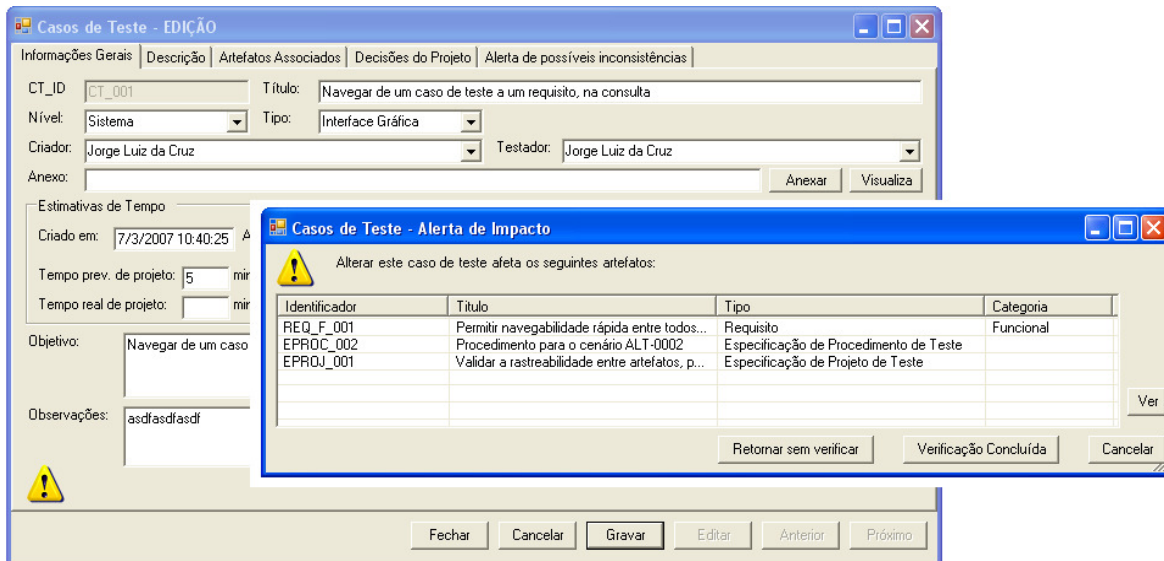 Casos de Teste - EDIÇÃO
Informações Gerais Descrição Artefatos Associados Decisões do Projeto Alerta de possíveis inconsistências
CT_ID CT_001 Título: Navegar de um caso de teste a um requisito, na consulta
Nível: Sistema Tipo: Interface Gráfica
Criador: Jorge Luiz da Cruz Testador: Jorge Luiz da Cruz
Anexo: Anexar Visualiza
Estimativas de Tempo
Criado em: 7/3/2007 10:40:25 A
Tempo prev. de projeto: 5 min
Tempo real de projeto: min
Objetivo: Navegar de um caso
Observações: asdfasdfasdf
Casos de Teste - Alerta de Impacto
Alterar este caso de teste afeta os seguintes artefatos:
Identificador Título Tipo Categoria
REQ_F_001 Permitir navegabilidade rápida entre todos... Requisito Funcional
EPROC_002 Procedimento para o cenário ALT-0002 Especificação de Procedimento de Teste
EPROJ_001 Validar a rastreabilidade entre artefatos, p... Especificação de Projeto de Teste
Ver
Retornar sem verificar Verificação Concluída Cancelar
Fechar Cancelar Gravar Editar Anterior Próximo